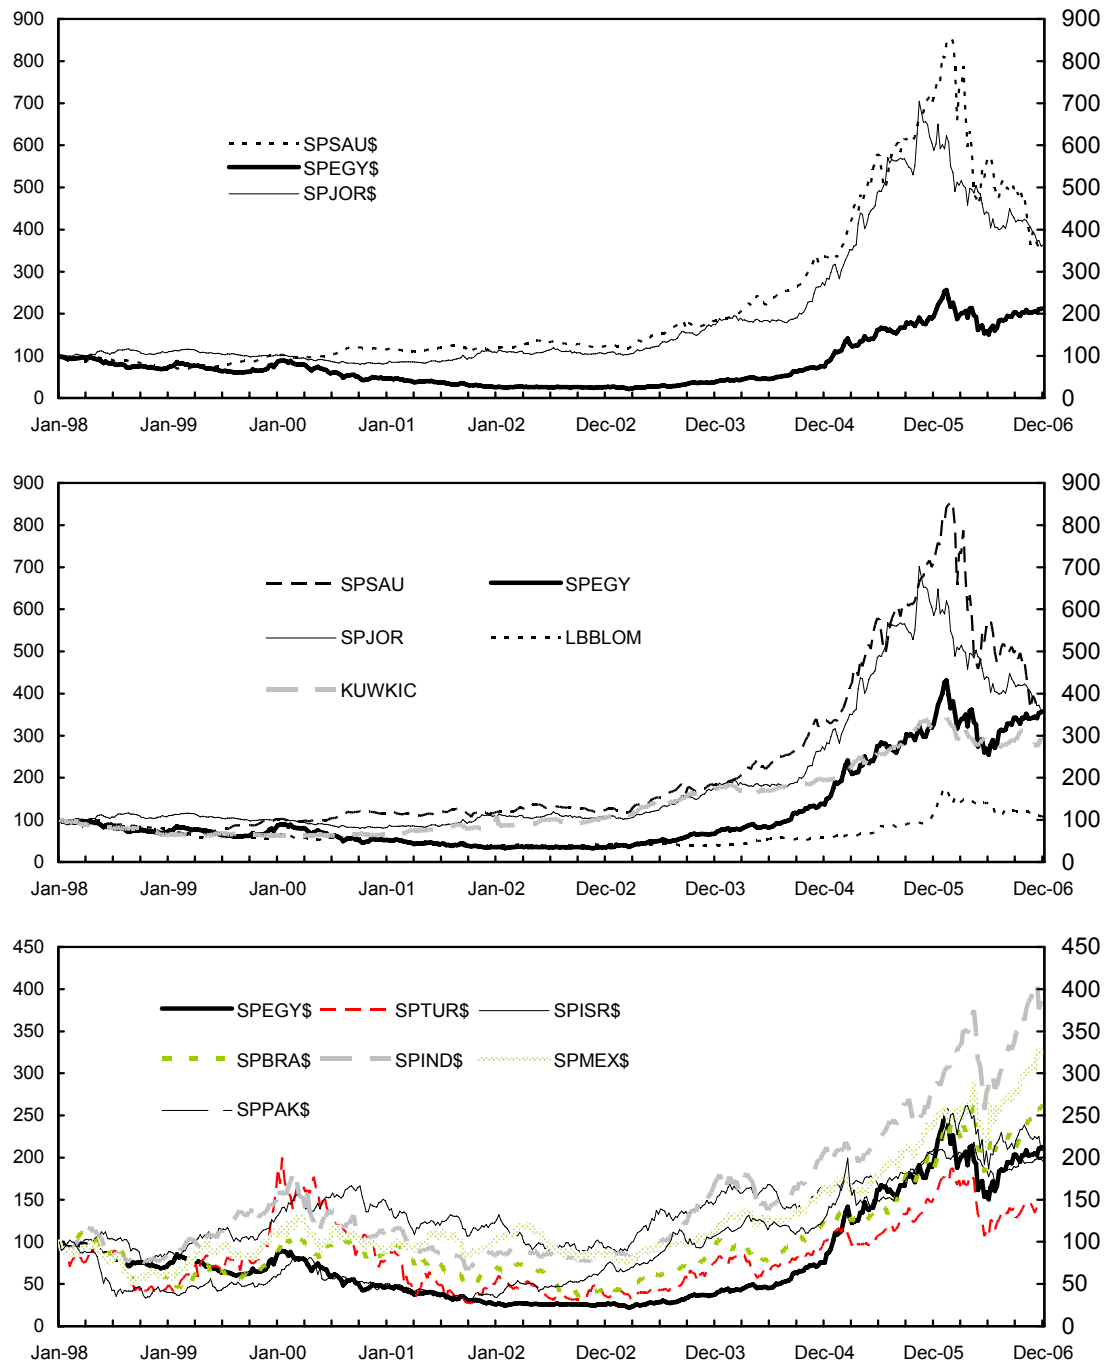 900 900
800 800
700 700
600 600
500 500
400 400
300 300
200 200
100 100
0 0
SPSAU$
SPEGY$
SPJOR$
Jan-98 Jan-99 Jan-00 Jan-01 Jan-02 Dec-02 Dec-03 Dec-04 Dec-05 Dec-06
900 900
800 800
700 700
600 600
500 500
400 400
300 300
200 200
100 100
0 0
SPSAU SPEGY
SPJOR LBBLOM
KUWKIC
Jan-98 Jan-99 Jan-00 Jan-01 Jan-02 Dec-02 Dec-03 Dec-04 Dec-05 Dec-06
450 450
400 400
350 350
300 300
250 250
200 200
150 150
100 100
50 50
0 0
SPEGY$ SPTUR$ SPISR$
SPBRA$ SPIND$ SPMEX$
SPPAK$
Jan-98 Jan-99 Jan-00 Jan-01 Jan-02 Dec-02 Dec-03 Dec-04 Dec-05 Dec-06